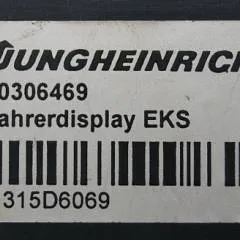 JUNGHEINRICH
0306469
ahrerdisplay EKS
315D6069